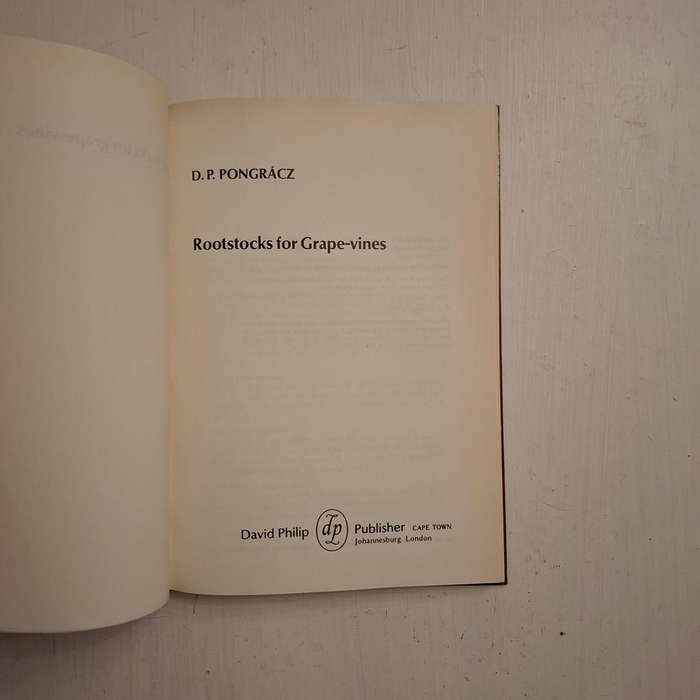 D. P. PONGRÁCZ
Rootstocks for Grape-vines
David Philip dp Publisher CAPE TOWN
Johannesburg London